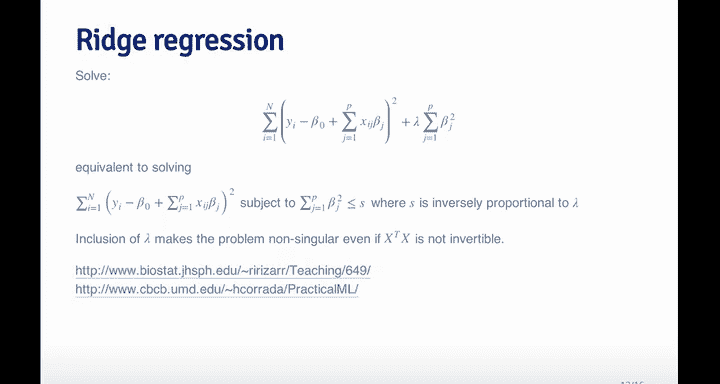 Ridge regression
Solve:
$$\sum_{i=1}^{N} \left( y_i - \beta_0 + \sum_{j=1}^{p} x_{ij}\beta_j \right)^2 + \lambda \sum_{j=1}^{p} \beta_j^2$$
equivalent to solving
$\sum_{i=1}^{N} \left( y_i - \beta_0 + \sum_{j=1}^{p} x_{ij}\beta_j \right)^2$ subject to $\sum_{j=1}^{p} \beta_j^2 \leq s$ where $s$ is inversely proportional to $\lambda$
Inclusion of $\lambda$ makes the problem non-singular even if $X^T X$ is not invertible.
http://www.biostat.jhsph.edu/~ririzarr/Teaching/649/
http://www.cbcb.umd.edu/~hcorrada/PracticalML/